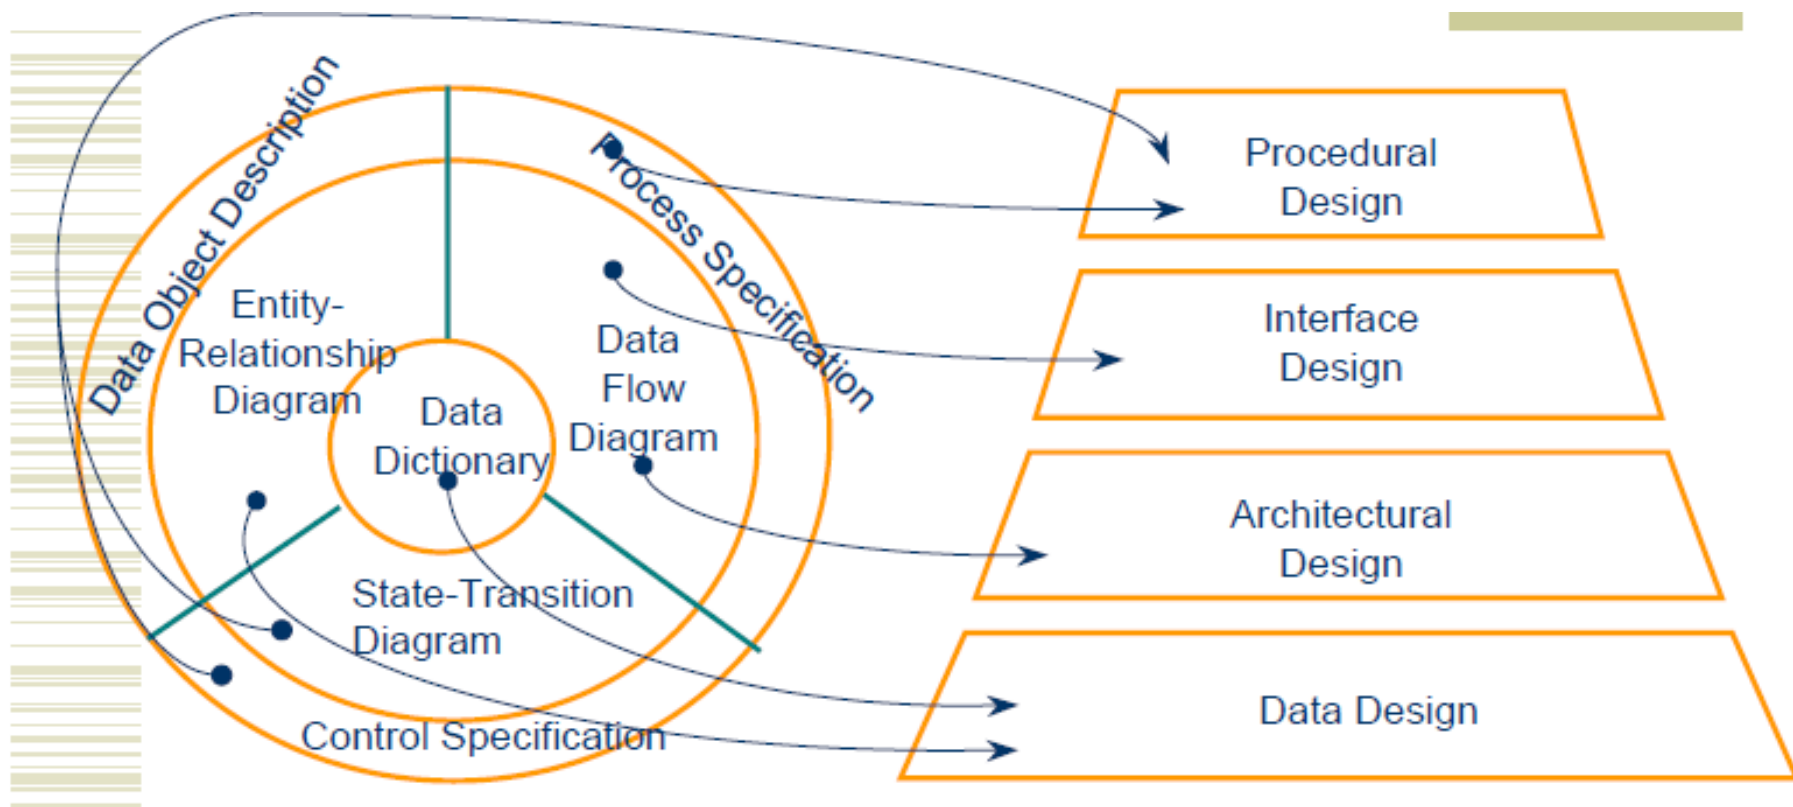 Data Object Description
Process Specification
Entity-
Relationship
Diagram
Data
Flow
Diagram
Data
Dictionary
State-Transition
Diagram
Control Specification
Procedural
Design
Interface
Design
Architectural
Design
Data Design